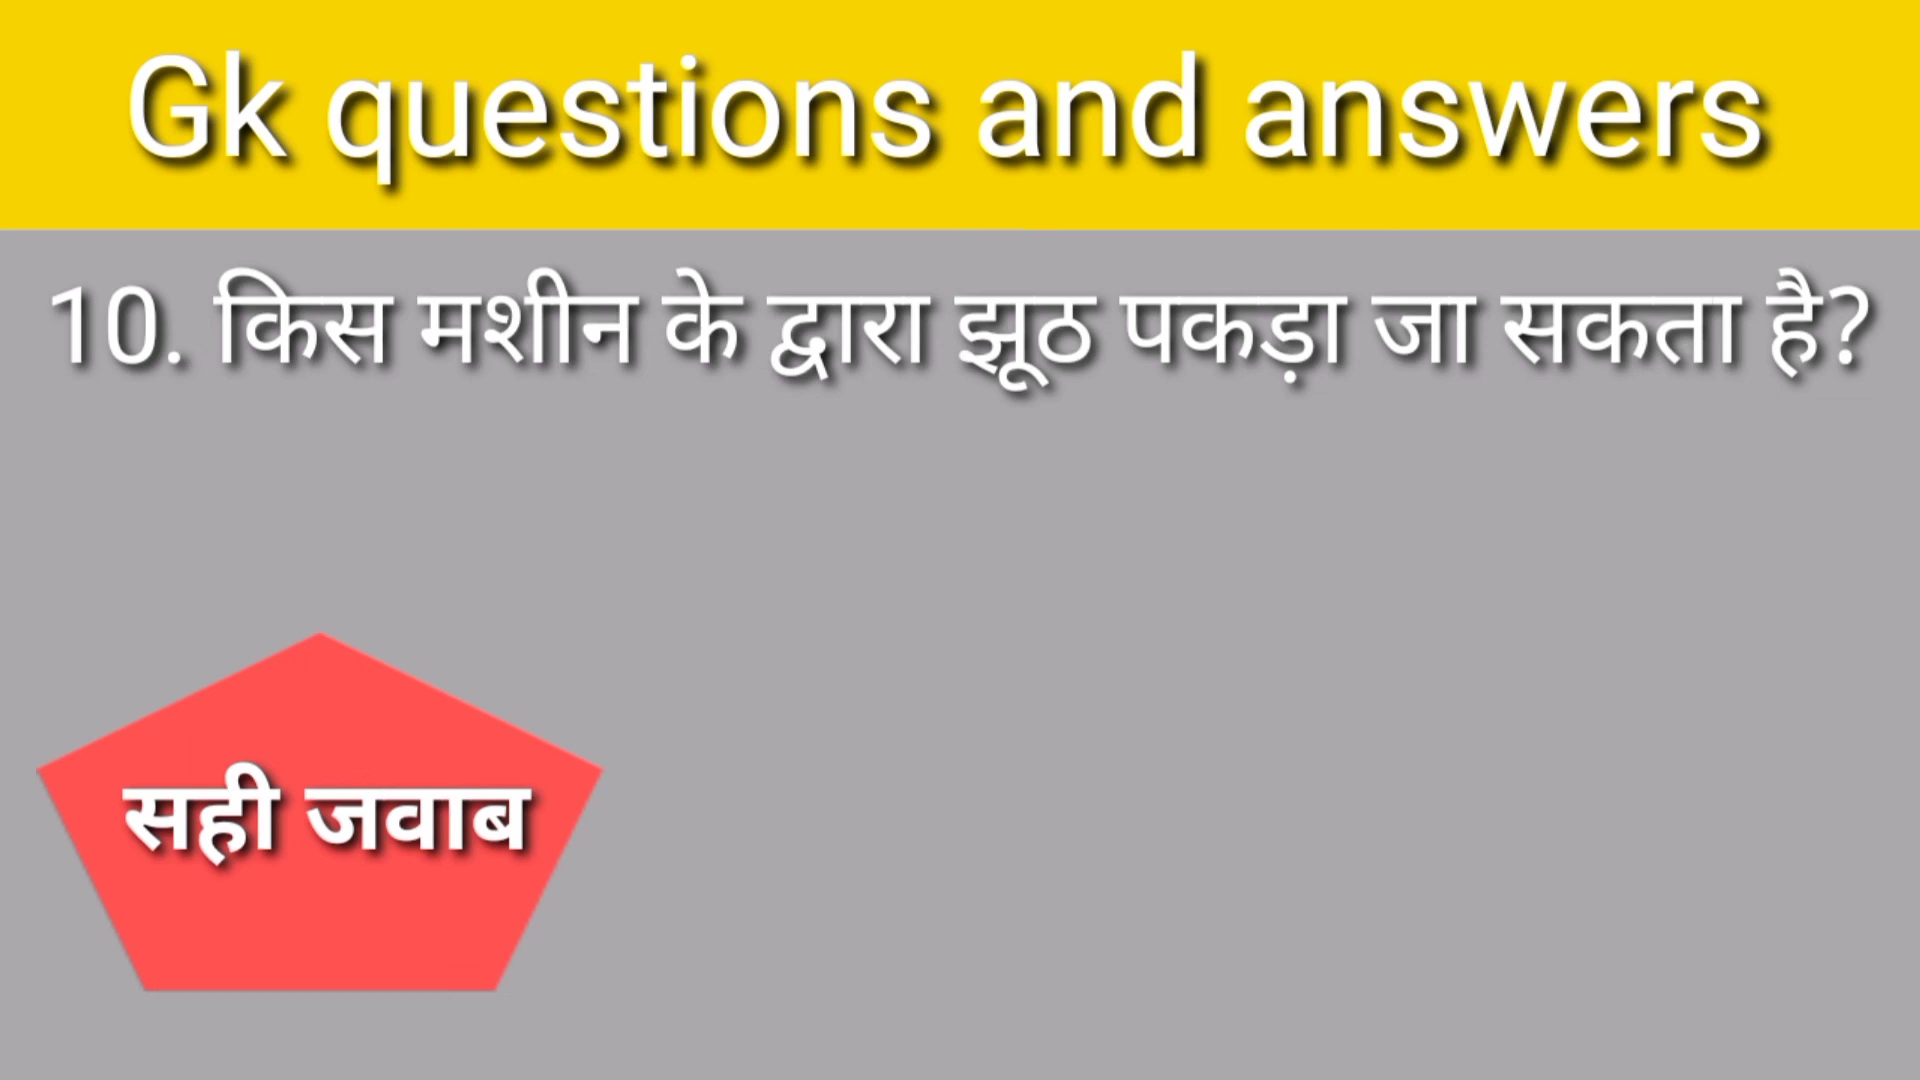 Gk questions and answers
10. किस मशीन के द्वारा झूठ पकड़ा जा सकता है?
सही जवाब